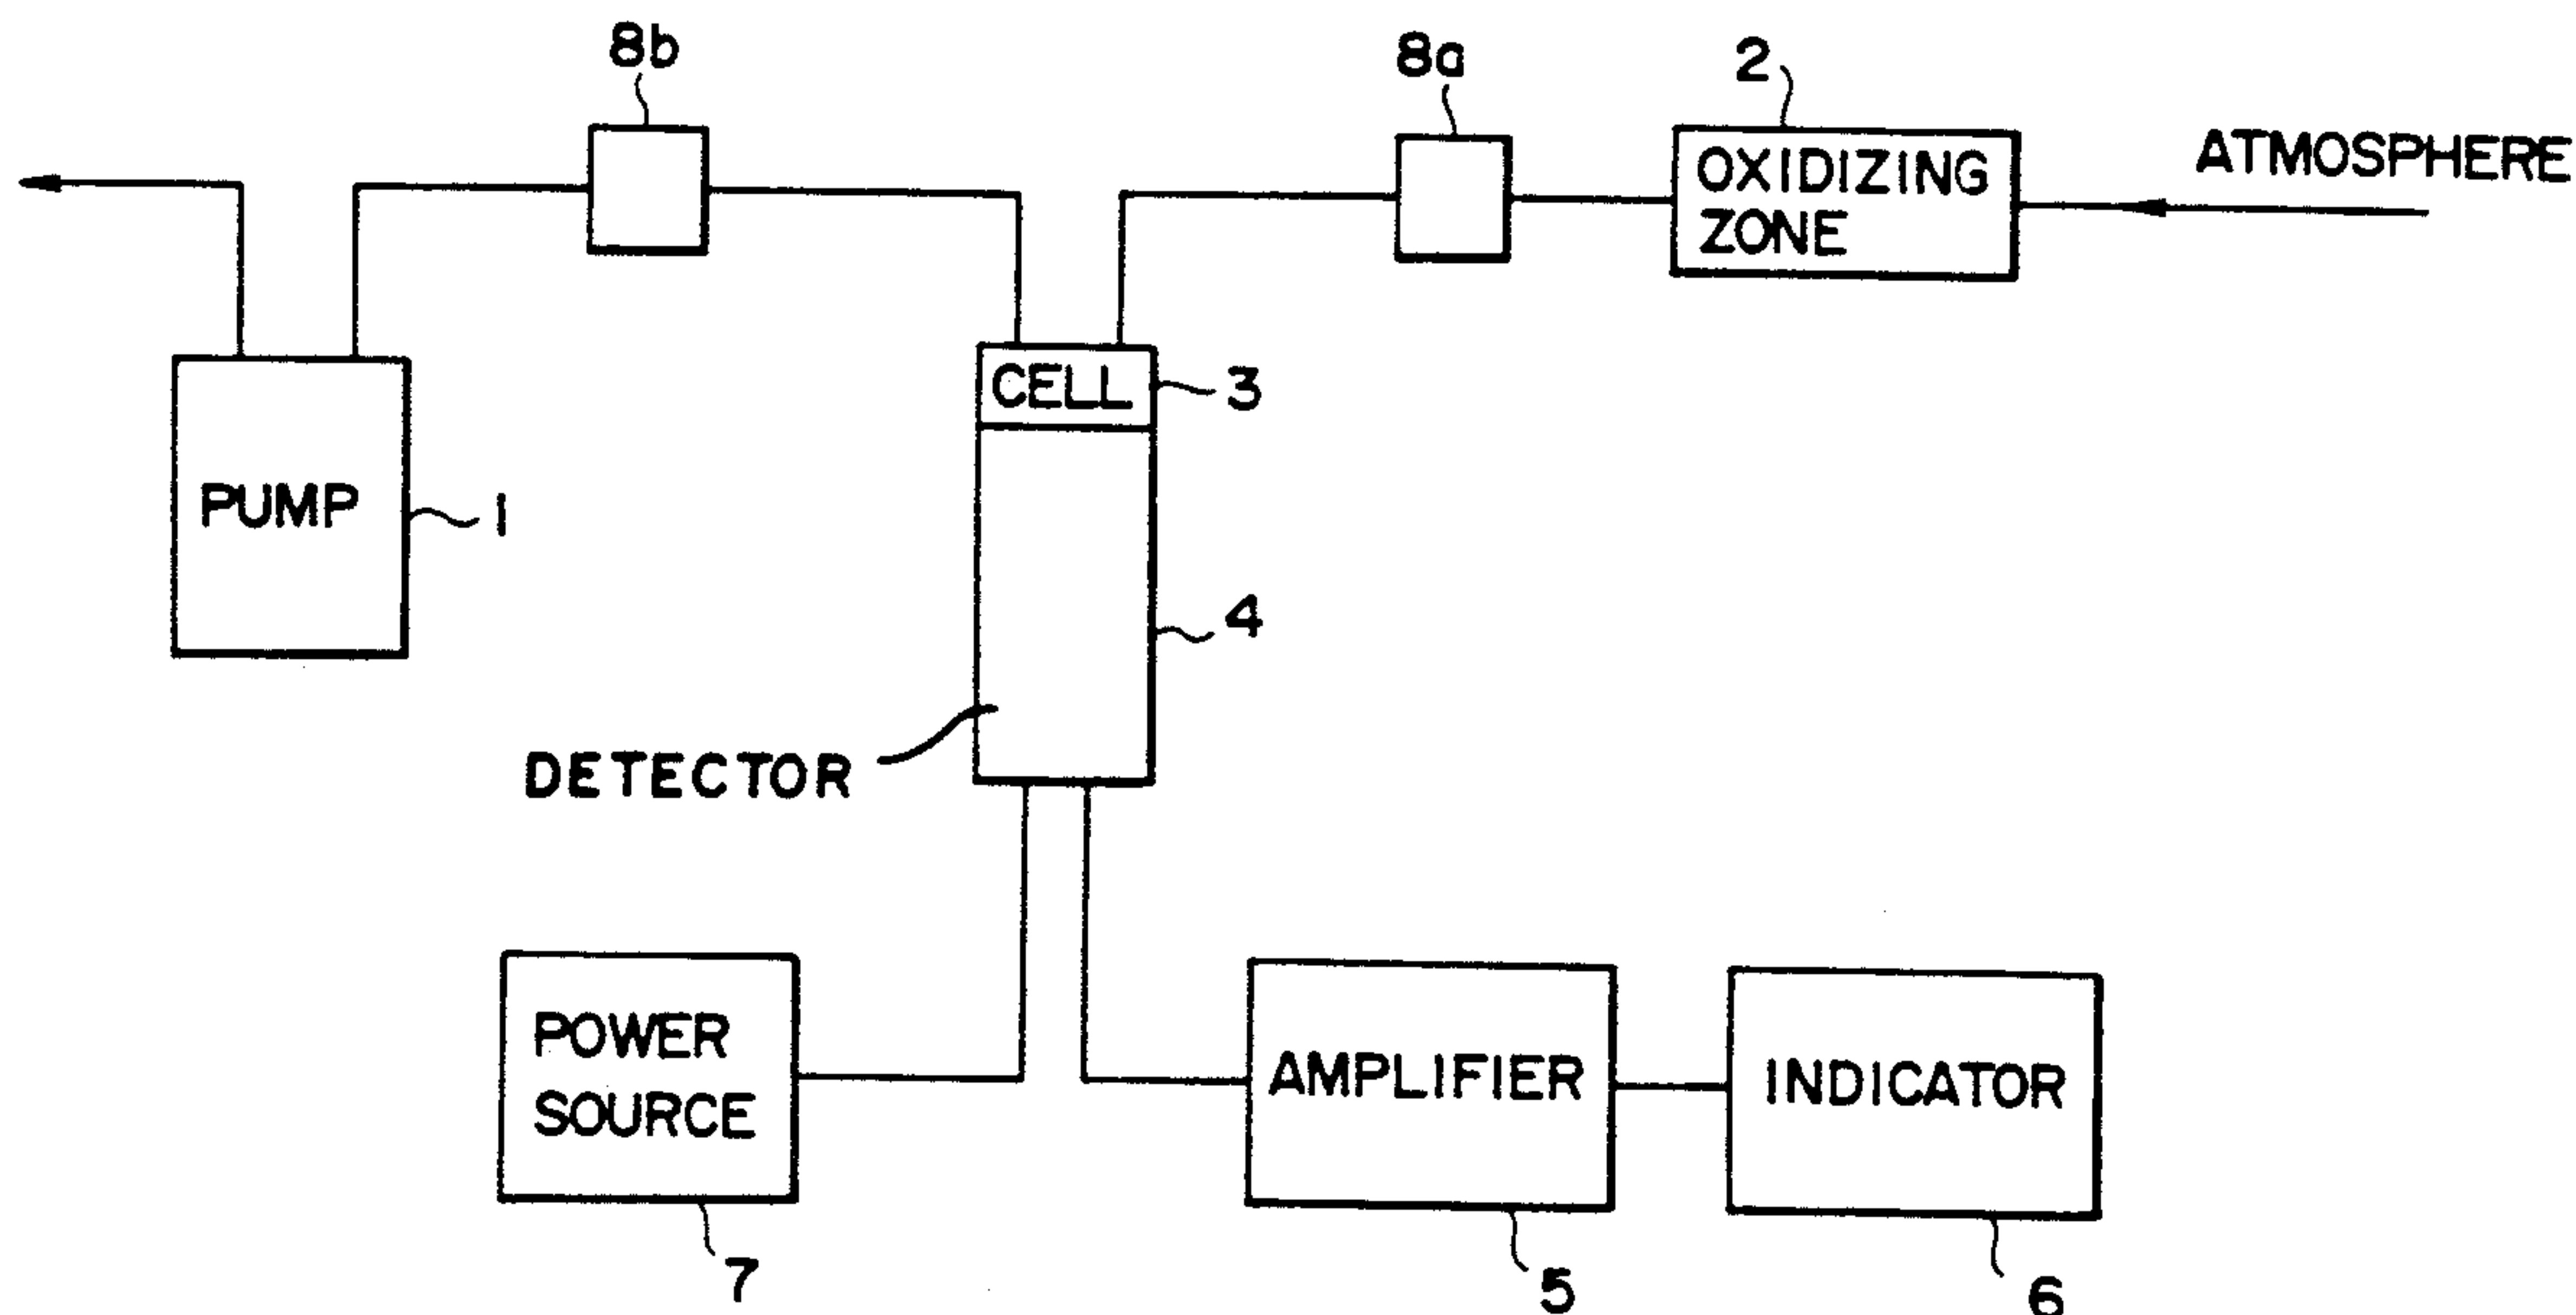 8b
8a
2
ATMOSPHERE
OXIDIZING
ZONE
CELL
3
PUMP
1
4
DETECTOR
POWER
SOURCE
AMPLIFIER
INDICATOR
7
5
6